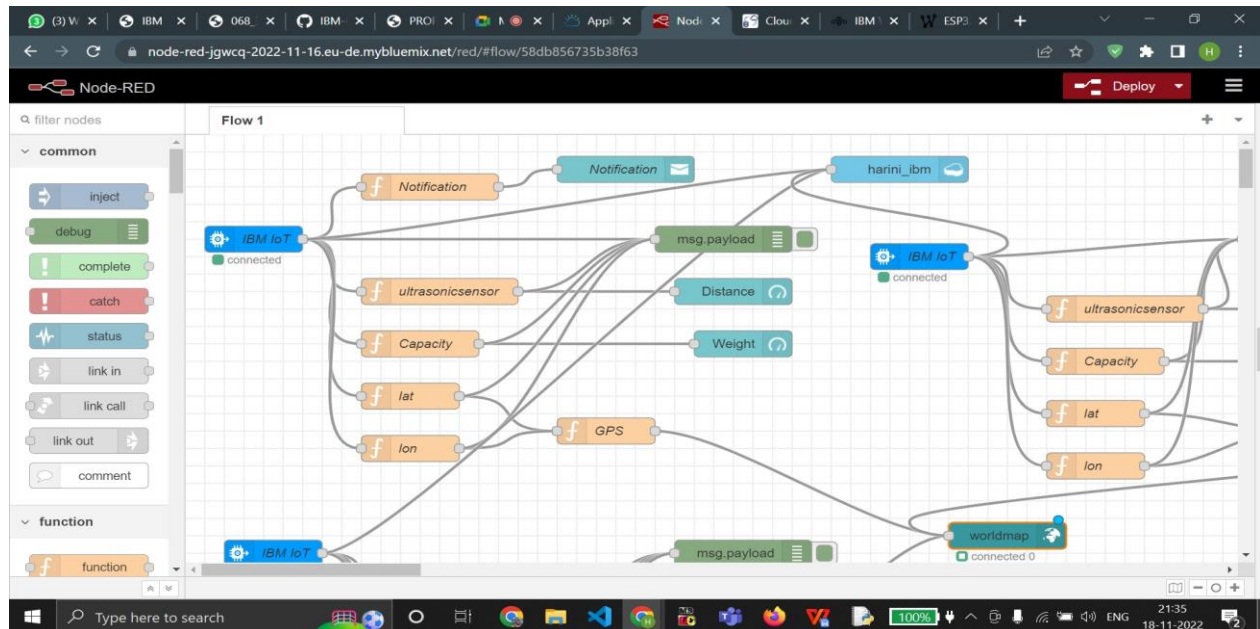 (3) W
IBM
068_
IBM-
PROI
Appli
Node
Clou
IBM
ESP3
node-red-jgwcq-2022-11-16.eu-de.mybluemix.net/red/#flow/58db856735b38f63
H
Node-RED
Deploy
filter nodes
Flow 1
common
inject
debug
complete
catch
status
link in
link call
link out
comment
function
function
Notification
Notification
harini_ibm
IBM IoT
connected
msg.payload
ultrasonicsensor
Distance
Capacity
Weight
lat
lon
GPS
IBM IoT
connected
ultrasonicsensor
Capacity
lat
lon
worldmap
connected 0
IBM IoT
msg.payload
Type here to search
100%
ENG
21:35
18-11-2022
2